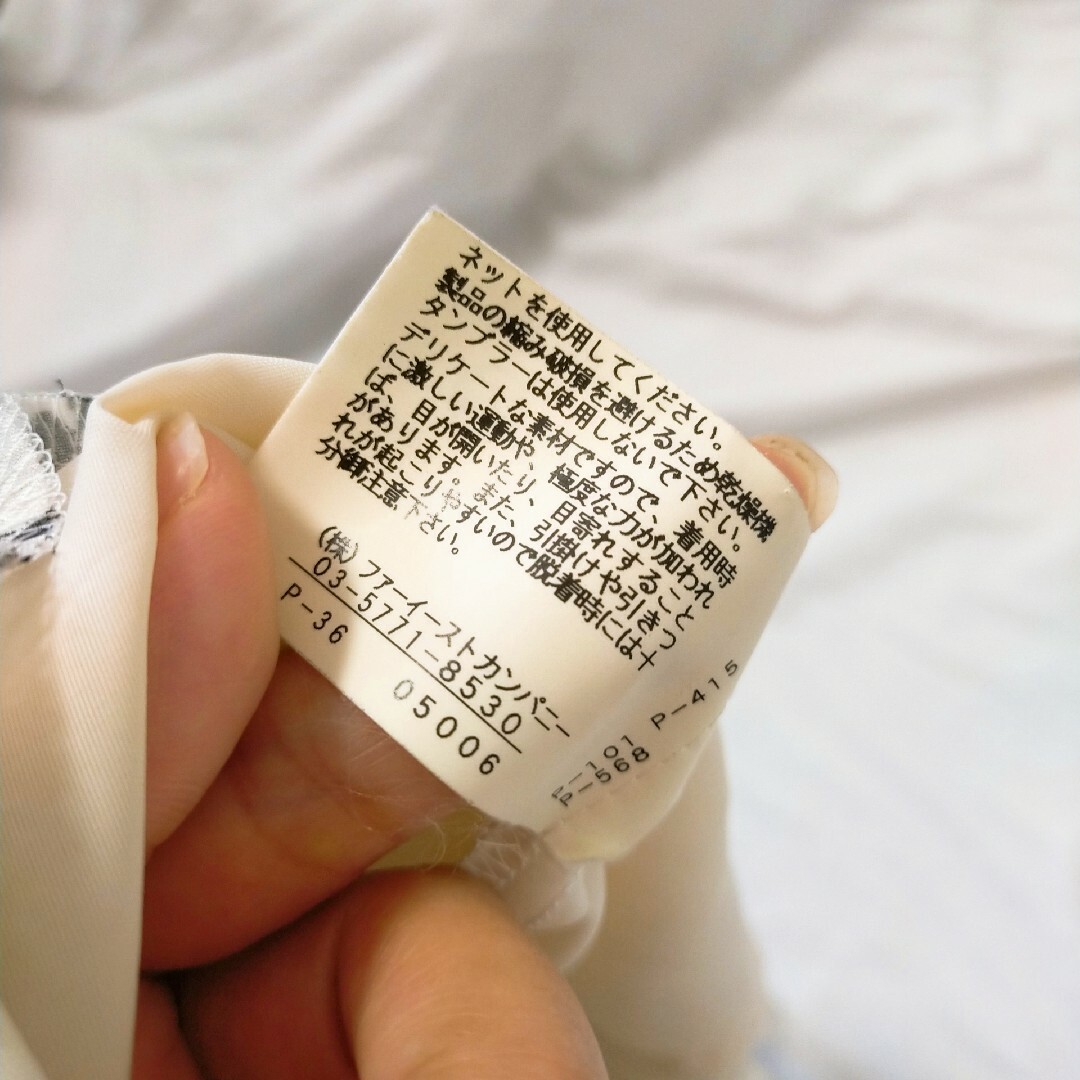 ネットを使用してください。
製品の縮み破損を避けるため乾燥機
タンブラーは使用しないで下さい。
デリケートな素材ですので、着用時
に激しい運動や、極度な力が加われ
ば、目が開いたり、目寄れすること
があります。また、引掛けや引きつ
れが起こりやすいので脱着時には十
分御注意下さい。
(株)ファーイーストカンパニー
03-5771-8530
P-36 05006
P-415
P-568